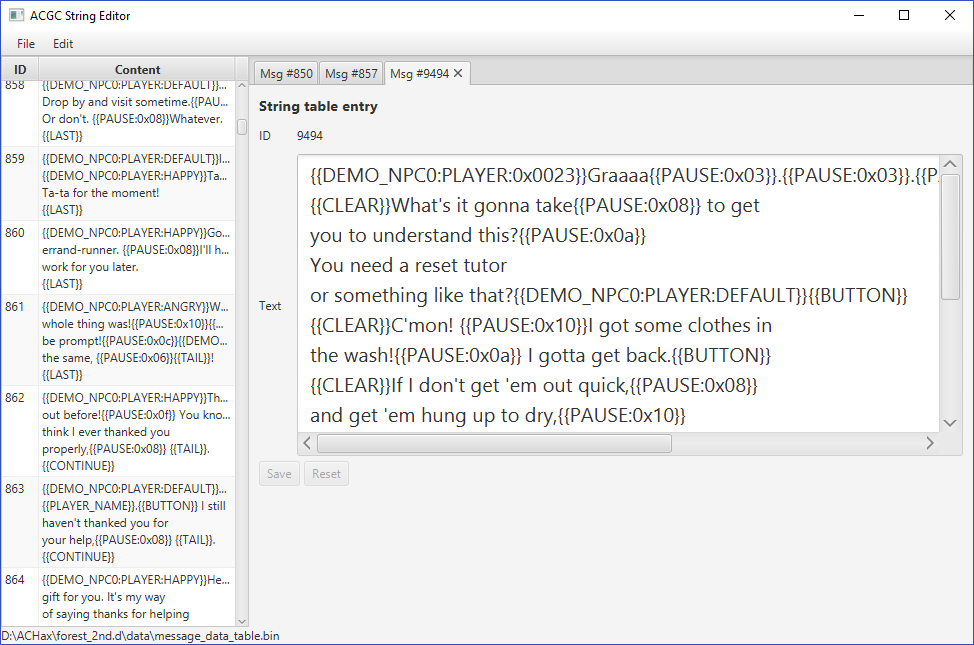 ACGC String Editor
File Edit
ID Content
858 {{DEMO_NPC0:PLAYER:DEFAULT}}...
Drop by and visit sometime.{{PAU...
Or don't. {{PAUSE:0x08}}Whatever.
{{LAST}}
859 {{DEMO_NPC0:PLAYER:DEFAULT}}I...
{{DEMO_NPC0:PLAYER:HAPPY}}Ta...
Ta-ta for the moment!
{{LAST}}
860 {{DEMO_NPC0:PLAYER:HAPPY}}Go...
errand-runner. {{PAUSE:0x08}}I'll h...
work for you later.
{{LAST}}
861 {{DEMO_NPC0:PLAYER:ANGRY}}W...
whole thing was!{{PAUSE:0x10}}{{...
be prompt!{{PAUSE:0x0c}}{{DEMO...
the same, {{PAUSE:0x06}}{{TAIL}}!
{{LAST}}
862 {{DEMO_NPC0:PLAYER:HAPPY}}Th...
out before!{{PAUSE:0x0f}} You kno...
think I ever thanked you
properly,{{PAUSE:0x08}} {{TAIL}}.
{{CONTINUE}}
863 {{DEMO_NPC0:PLAYER:DEFAULT}}...
{{PLAYER_NAME}}.{{BUTTON}} I still
haven't thanked you for
your help,{{PAUSE:0x08}} {{TAIL}}.
{{CONTINUE}}
864 {{DEMO_NPC0:PLAYER:HAPPY}}He...
gift for you. It's my way
of saying thanks for helping
Msg #850 Msg #857 Msg #9494
String table entry
ID 9494
Text
{{DEMO_NPC0:PLAYER:0x0023}}Graaaa{{PAUSE:0x03}}.{{PAUSE:0x03}}.{{P
{{CLEAR}}What's it gonna take{{PAUSE:0x08}} to get
you to understand this?{{PAUSE:0x0a}}
You need a reset tutor
or something like that?{{DEMO_NPC0:PLAYER:DEFAULT}}{{BUTTON}}
{{CLEAR}}C'mon! {{PAUSE:0x10}}I got some clothes in
the wash!{{PAUSE:0x0a}} I gotta get back.{{BUTTON}}
{{CLEAR}}If I don't get 'em out quick,{{PAUSE:0x08}}
and get 'em hung up to dry,{{PAUSE:0x10}}
Save Reset
D:\ACHax\forest_2nd.d\data\message_data_table.bin